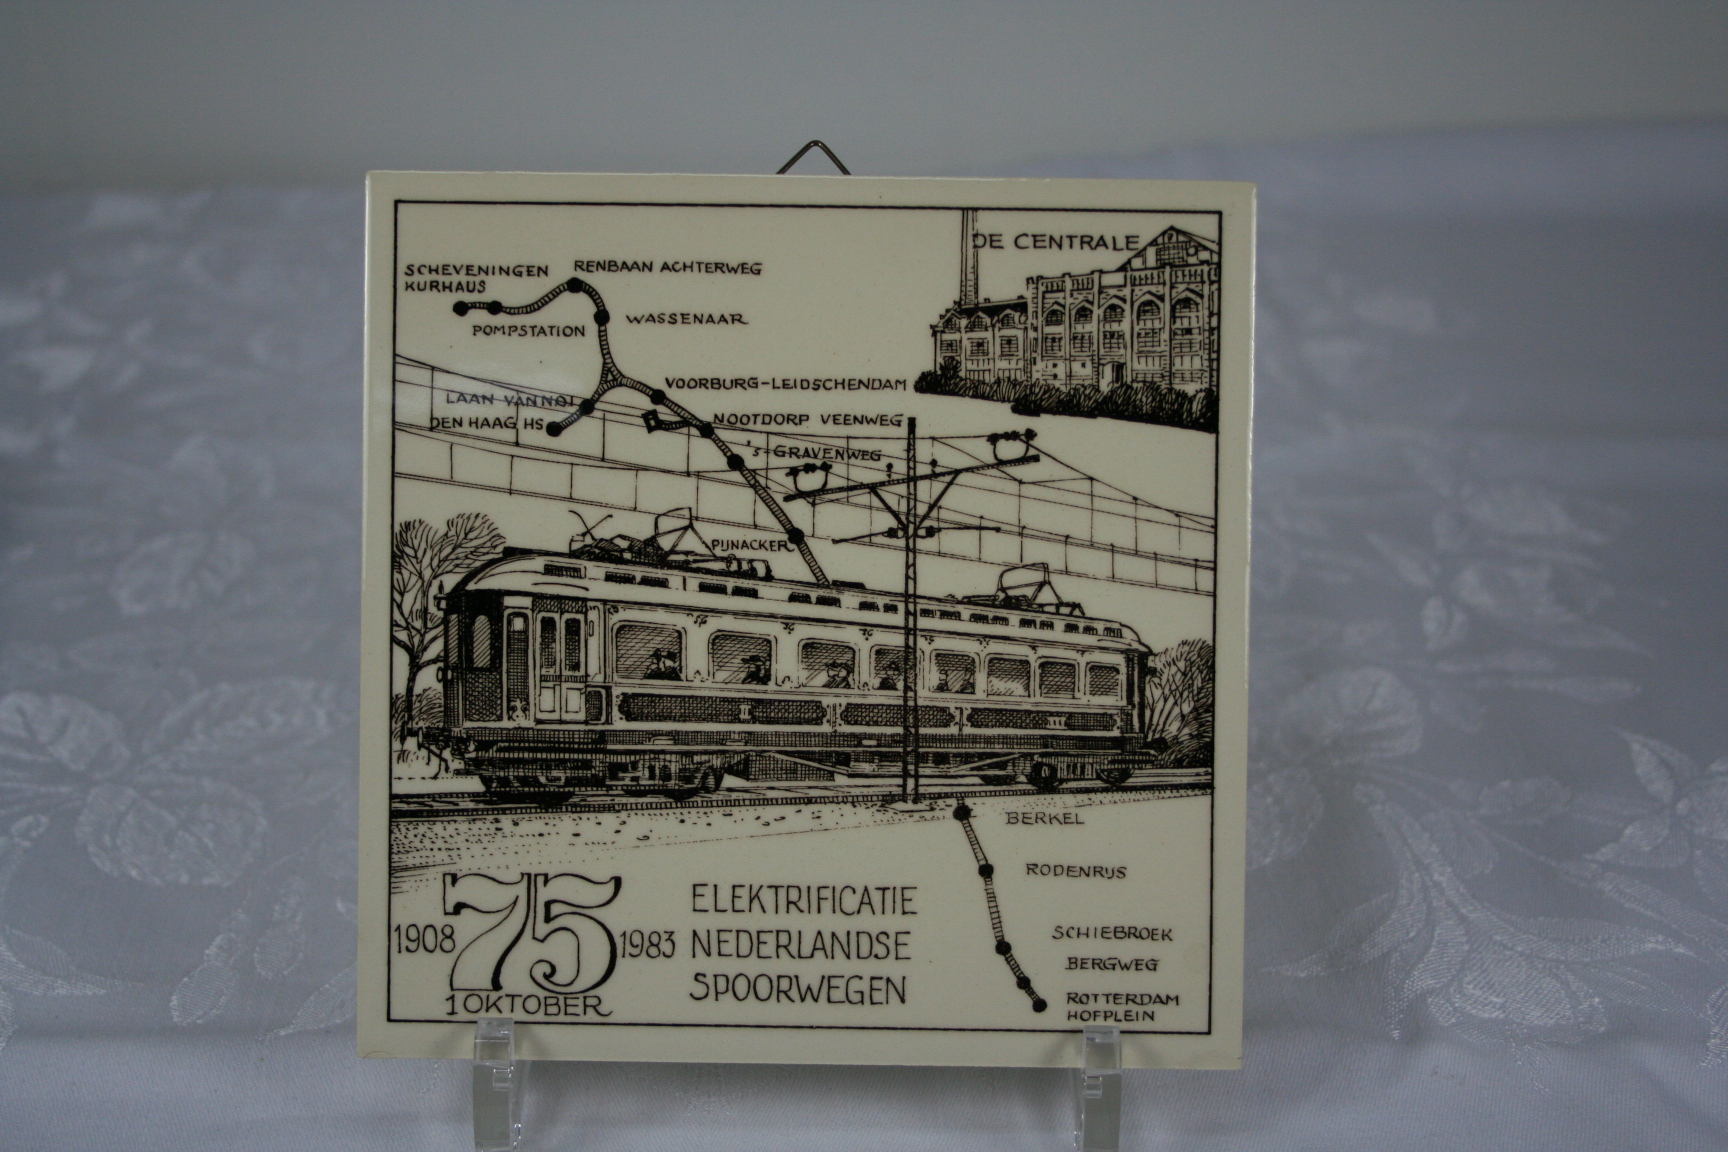 DE CENTRALE
SCHEVENINGEN
KURHAUS
RENBAAN ACHTERWEG
POMPSTATION
WASSENAAR
VOORBURG-LEIDSCHENDAM
LAAN VAN NOI
DEN HAAG HS
NOOTDORP VEENWEG
's-GRAVENWEG
PIJNACKER
BERKEL
RODENRIJS
SCHIEBROEK
BERGWEG
ROTTERDAM
HOFPLEIN
1908 75 1983
1 OKTOBER
ELEKTRIFICATIE
NEDERLANDSE
SPOORWEGEN